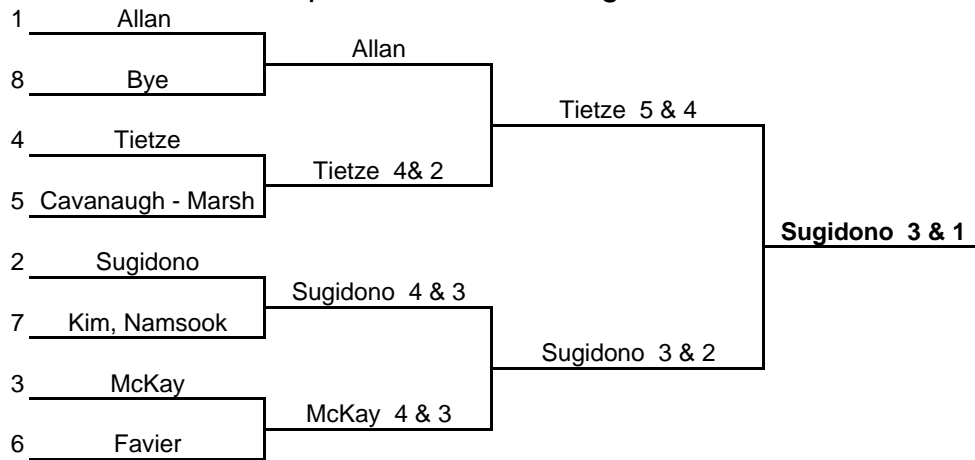 1 Allan
Allan
8 Bye
Tietze 5 & 4
4 Tietze
Tietze 4& 2
5 Cavanaugh - Marsh
Sugidono 3 & 1
2 Sugidono
Sugidono 4 & 3
7 Kim, Namsook
Sugidono 3 & 2
3 McKay
McKay 4 & 3
6 Favier